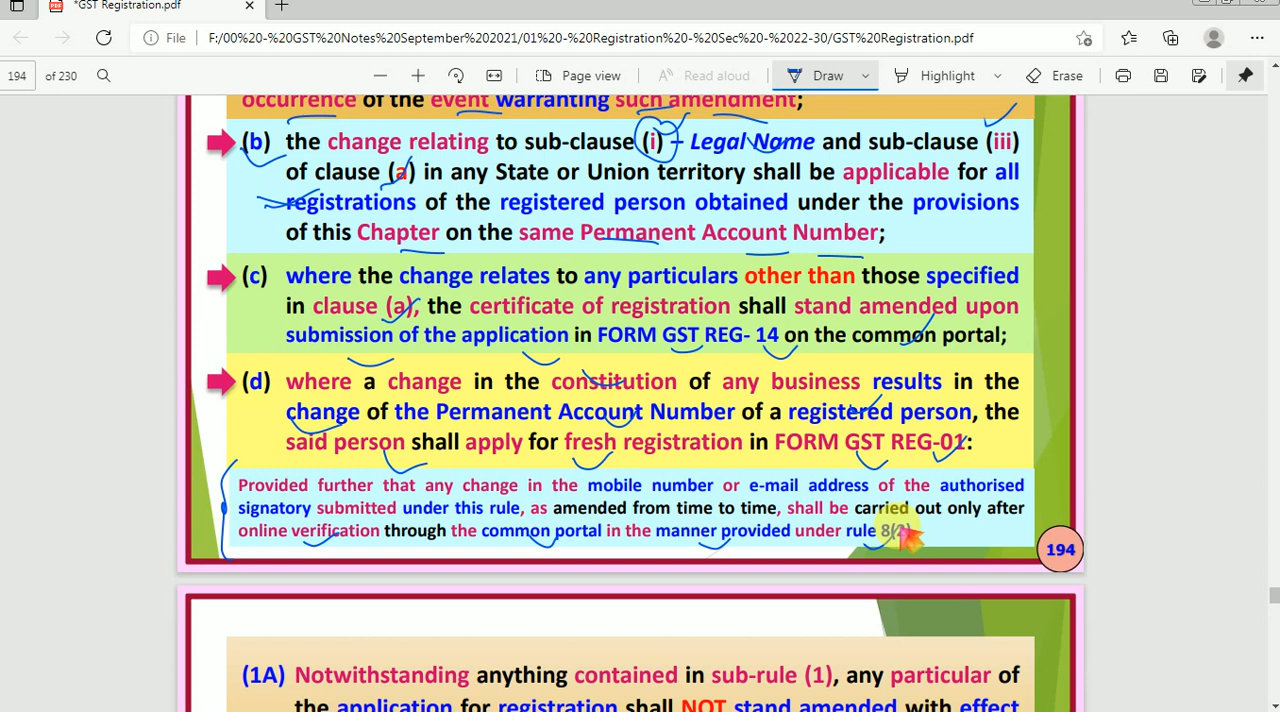 *GST Registration.pdf
File
F:/00%20-%20GST%20Notes%20September%202021/01%20-%20Registration%20-%20Sec%20-%2022-30/GST%20Registration.pdf
194 of 230
Page view
Read aloud
Draw
Highlight
Erase
occurrence of the event warranting such amendment;
(b) the change relating to sub-clause (i) – Legal Name and sub-clause (iii)
of clause (a) in any State or Union territory shall be applicable for all
registrations of the registered person obtained under the provisions
of this Chapter on the same Permanent Account Number;
(c) where the change relates to any particulars other than those specified
in clause (a), the certificate of registration shall stand amended upon
submission of the application in FORM GST REG- 14 on the common portal;
(d) where a change in the constitution of any business results in the
change of the Permanent Account Number of a registered person, the
said person shall apply for fresh registration in FORM GST REG-01:
Provided further that any change in the mobile number or e-mail address of the authorised
signatory submitted under this rule, as amended from time to time, shall be carried out only after
online verification through the common portal in the manner provided under rule 8(2)
194
(1A) Notwithstanding anything contained in sub-rule (1), any particular of
the application for registration shall NOT stand amended with effect